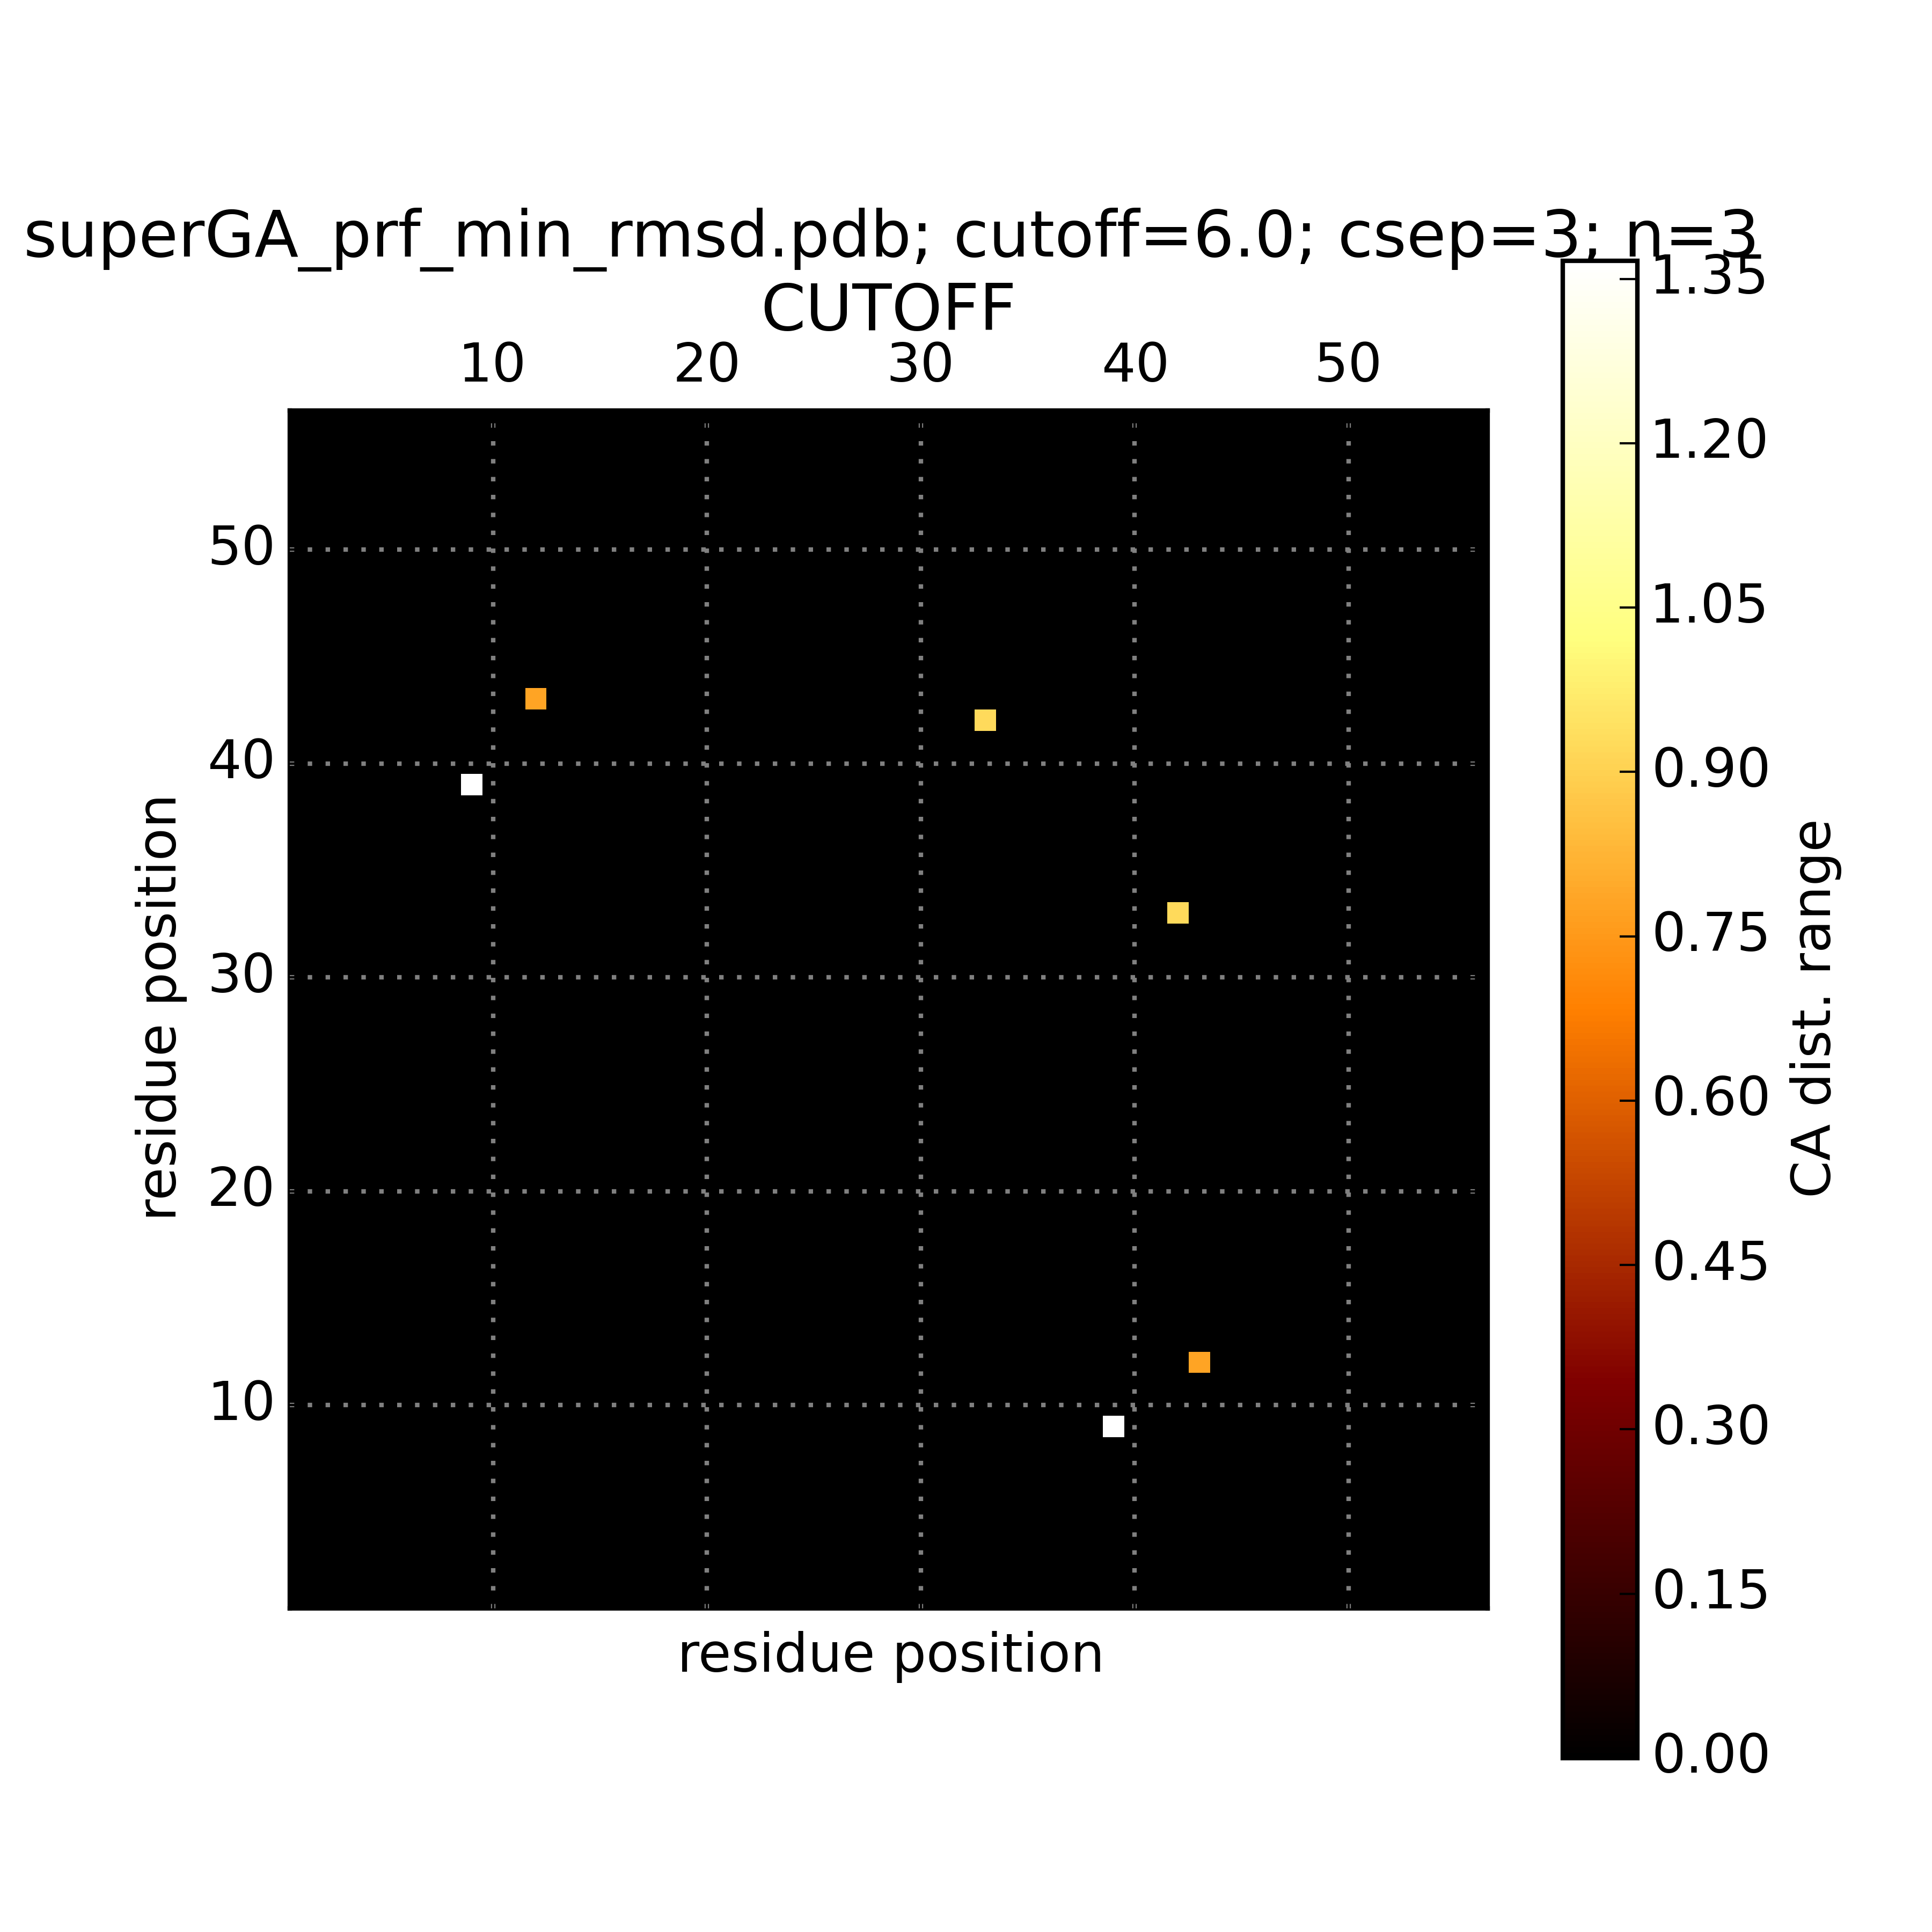 superGA_prf_min_rmsd.pdb; cutoff=6.0; csep=3; n=3
CUTOFF
10 20 30 40 50
50
40
30
20
10
residue position
residue position
1.35
1.20
1.05
0.90
0.75
0.60
0.45
0.30
0.15
0.00
CA dist. range